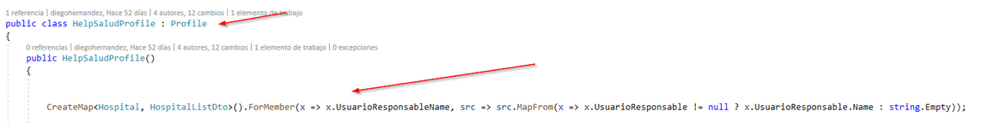 1 referencia | diegohernandez, Hace 52 días | 4 autores, 12 cambios | 1 elemento de trabajo
public class HelpSaludProfile : Profile
{
0 referencias | diegohernandez, Hace 52 días | 4 autores, 12 cambios | 1 elemento de trabajo | 0 excepciones
public HelpSaludProfile()
{
CreateMap<Hospital, HospitalListDto>().ForMember(x => x.UsuarioResponsableName, src => src.MapFrom(x => x.UsuarioResponsable != null ? x.UsuarioResponsable.Name : string.Empty));